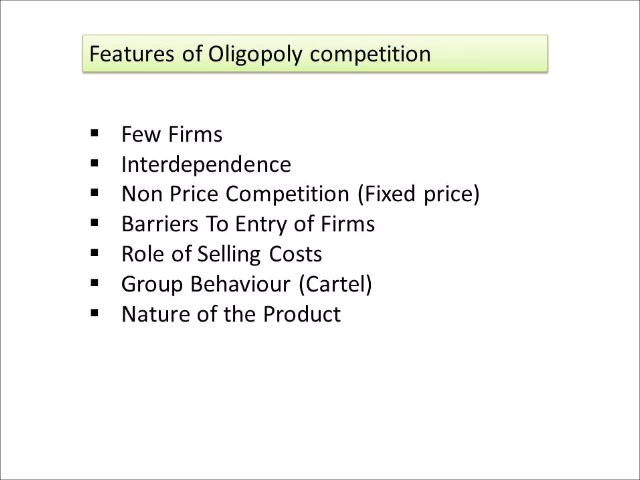 Features of Oligopoly competition
▪ Few Firms
▪ Interdependence
▪ Non Price Competition (Fixed price)
▪ Barriers To Entry of Firms
▪ Role of Selling Costs
▪ Group Behaviour (Cartel)
▪ Nature of the Product